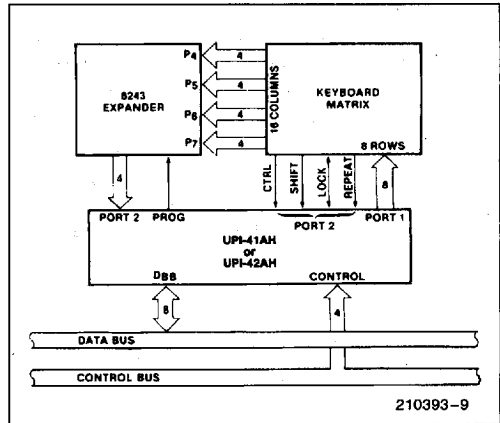 8243
EXPANDER
P4
4
P5
4
P6
4
P7
4
16 COLUMNS
KEYBOARD
MATRIX
8 ROWS
4
CTRL
SHIFT
LOCK
REPEAT
8
PORT 2
PROG
PORT 2
PORT 1
UPI-41AH
or
UPI-42AH
DBB
CONTROL
8
4
DATA BUS
CONTROL BUS
210393-9